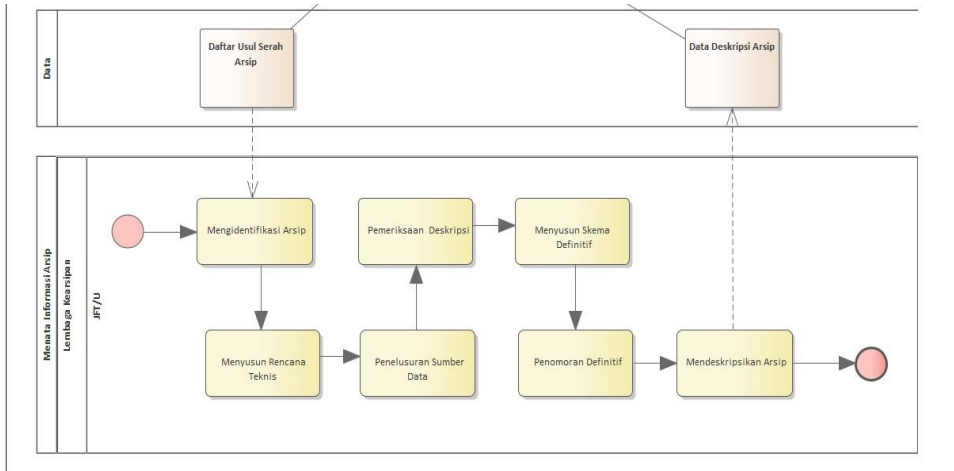 Data
Daftar Usul Serah
Arsip
Data Deskripsi Arsip
Menata Informasi Arsip
Lembaga Kearsipan
JFT/U
Mengidentifikasi Arsip
Pemeriksaan Deskripsi
Menyusun Skema
Definitif
Menyusun Rencana
Teknis
Penelusuran Sumber
Data
Penomoran Definitif
Mendeskripsikan Arsip